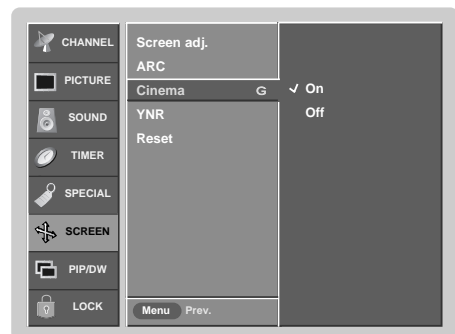 CHANNEL
PICTURE
SOUND
TIMER
SPECIAL
SCREEN
PIP/DW
LOCK
Screen adj.
ARC
Cinema G
YNR
Reset
Menu Prev.
On
Off